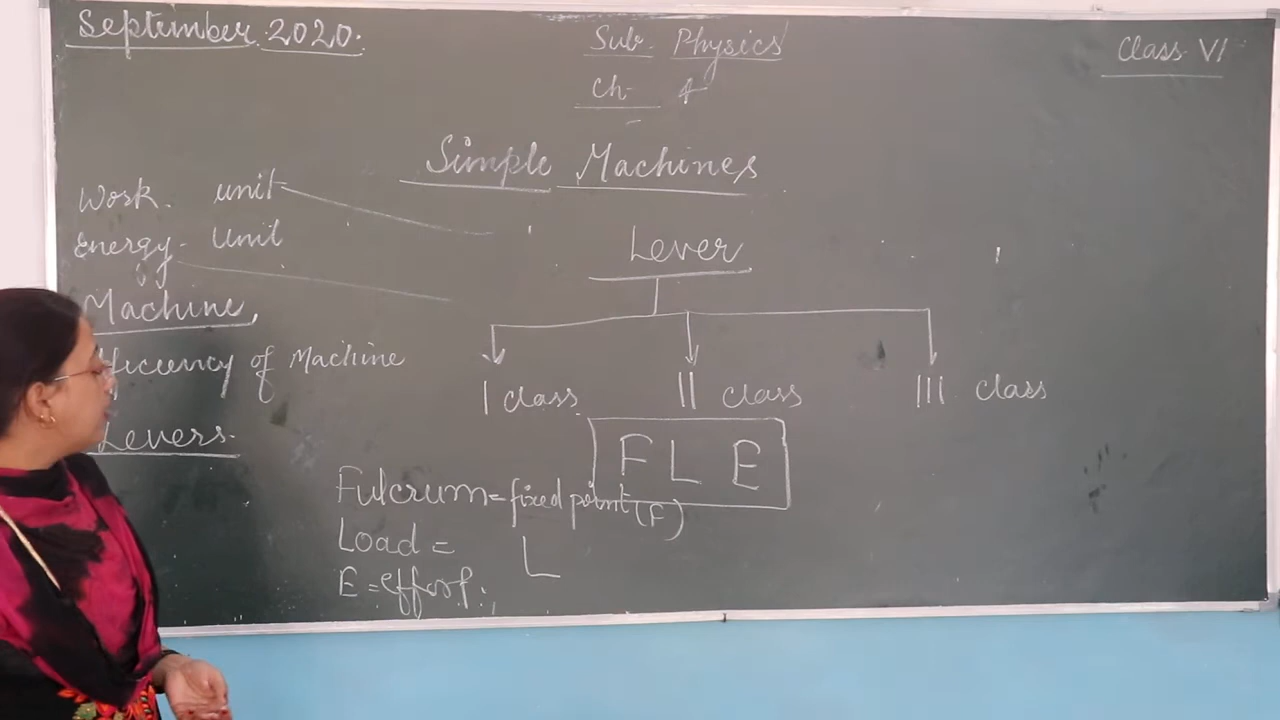 September 2020.
Sub. Physics
Class VI
Ch- 4
Simple Machines
Work. unit
Energy- Unit
Machine,
fficiency of Machine
Levers.
Lever
I class II class III class
F L E
Fulcrum = fixed point (F)
Load = L
E = effort.